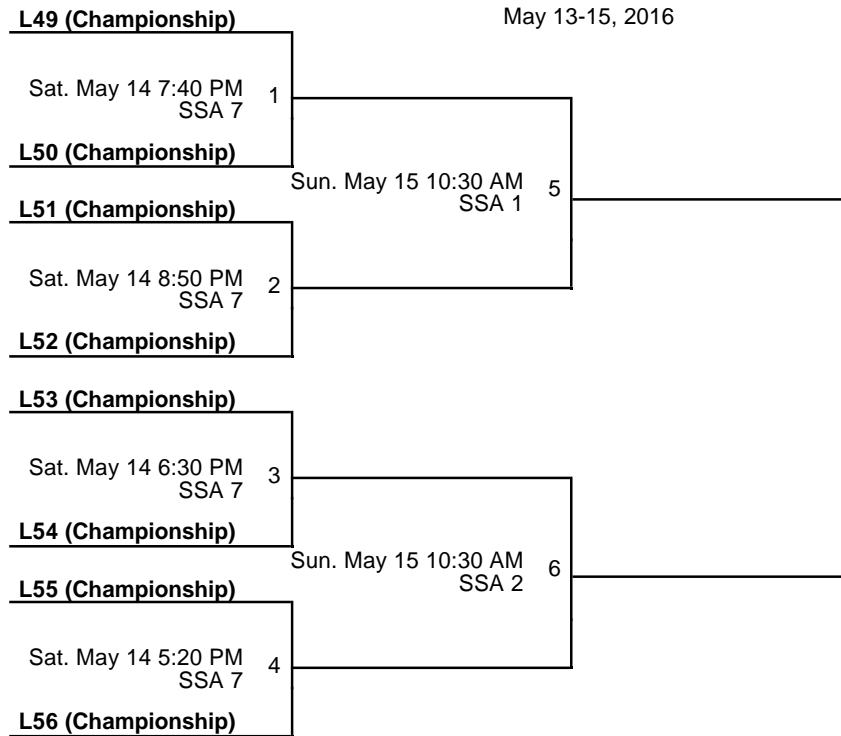 L49 (Championship)
May 13-15, 2016
Sat. May 14 7:40 PM 1
SSA 7
L50 (Championship)
Sun. May 15 10:30 AM 5
SSA 1
L51 (Championship)
Sat. May 14 8:50 PM 2
SSA 7
L52 (Championship)
L53 (Championship)
Sat. May 14 6:30 PM 3
SSA 7
L54 (Championship)
Sun. May 15 10:30 AM 6
SSA 2
L55 (Championship)
Sat. May 14 5:20 PM 4
SSA 7
L56 (Championship)